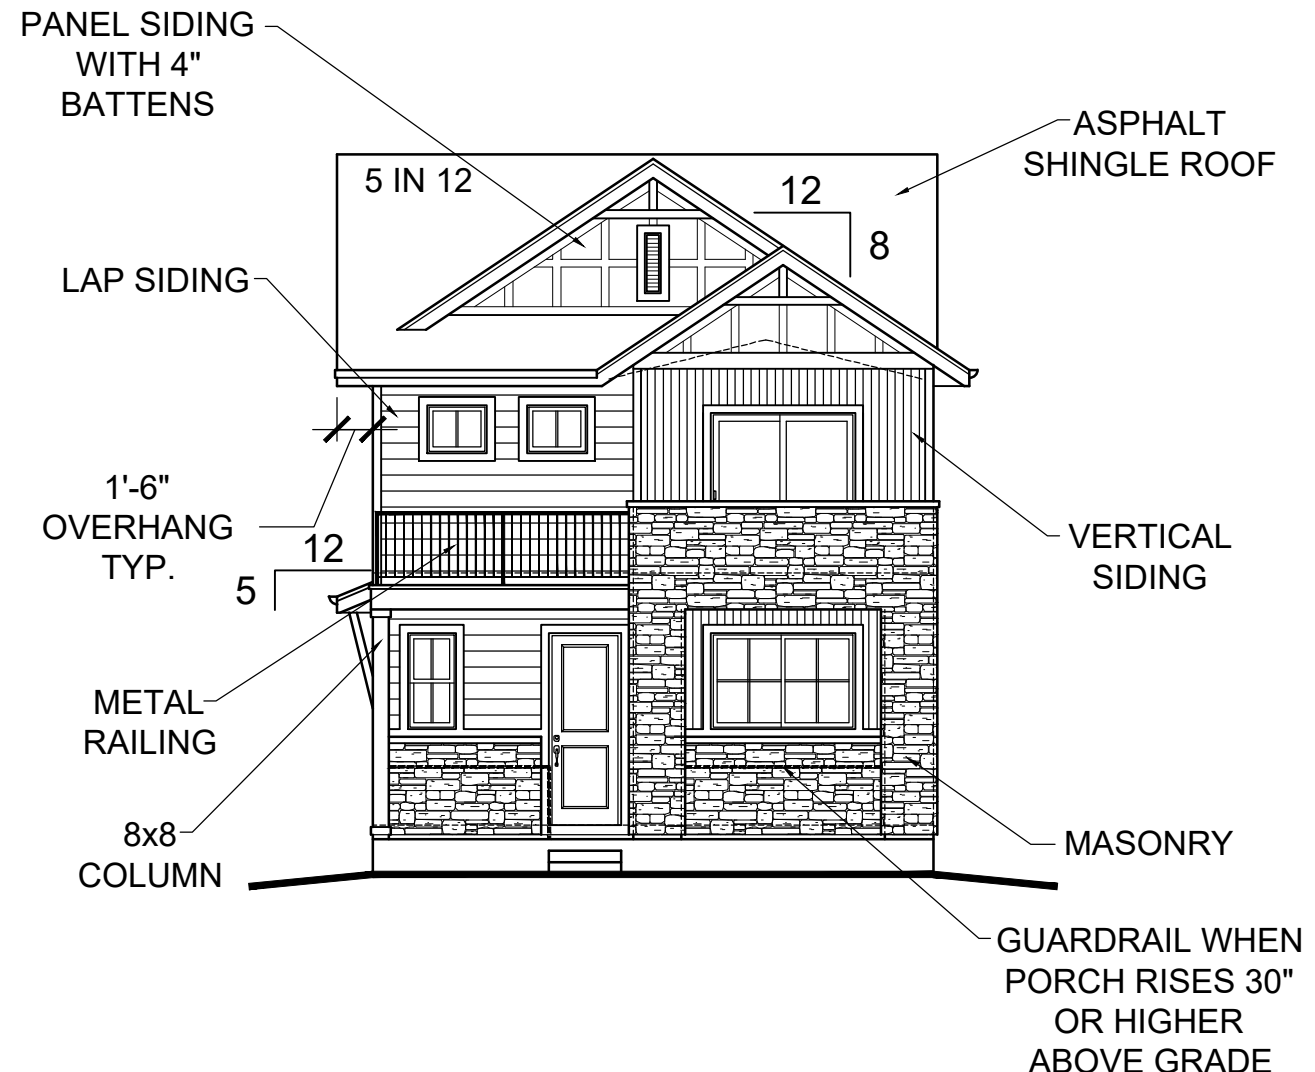 PANEL SIDING
WITH 4"
BATTENS
ASPHALT
SHINGLE ROOF
5 IN 12
12
8
LAP SIDING
1'-6"
OVERHANG
TYP.
12
5
VERTICAL
SIDING
METAL
RAILING
8x8
COLUMN
MASONRY
GUARDRAIL WHEN
PORCH RISES 30"
OR HIGHER
ABOVE GRADE